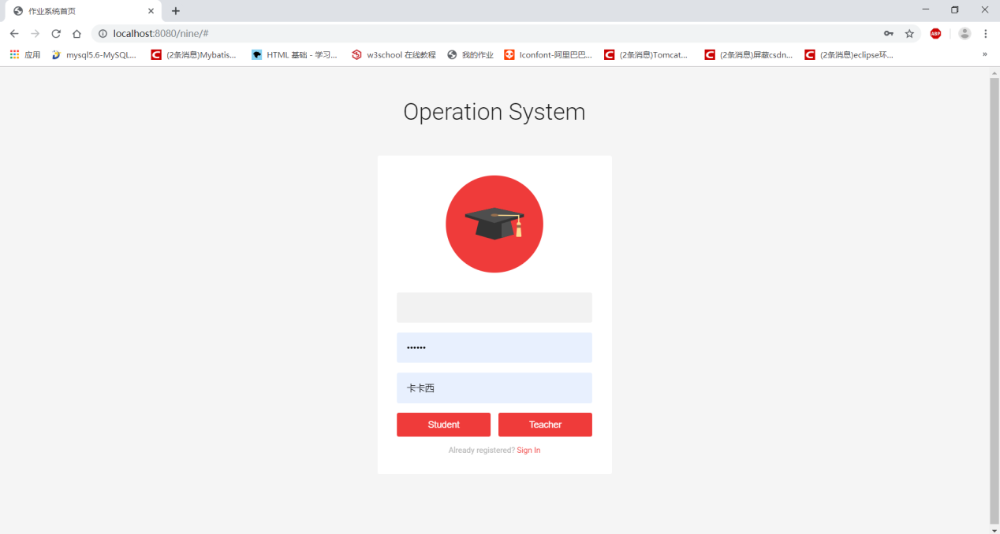 作业系统首页
localhost:8080/nine/#
ABP
应用
mysql5.6-MySQL...
(2条消息)Mybatis...
HTML 基础 - 学习...
w3school 在线教程
我的作业
Iconfont-阿里巴巴...
(2条消息)Tomcat...
(2条消息)屏蔽csdn...
(2条消息)eclipse环...
»
Operation System
••••••
卡卡西
Student
Teacher
Already registered? Sign In